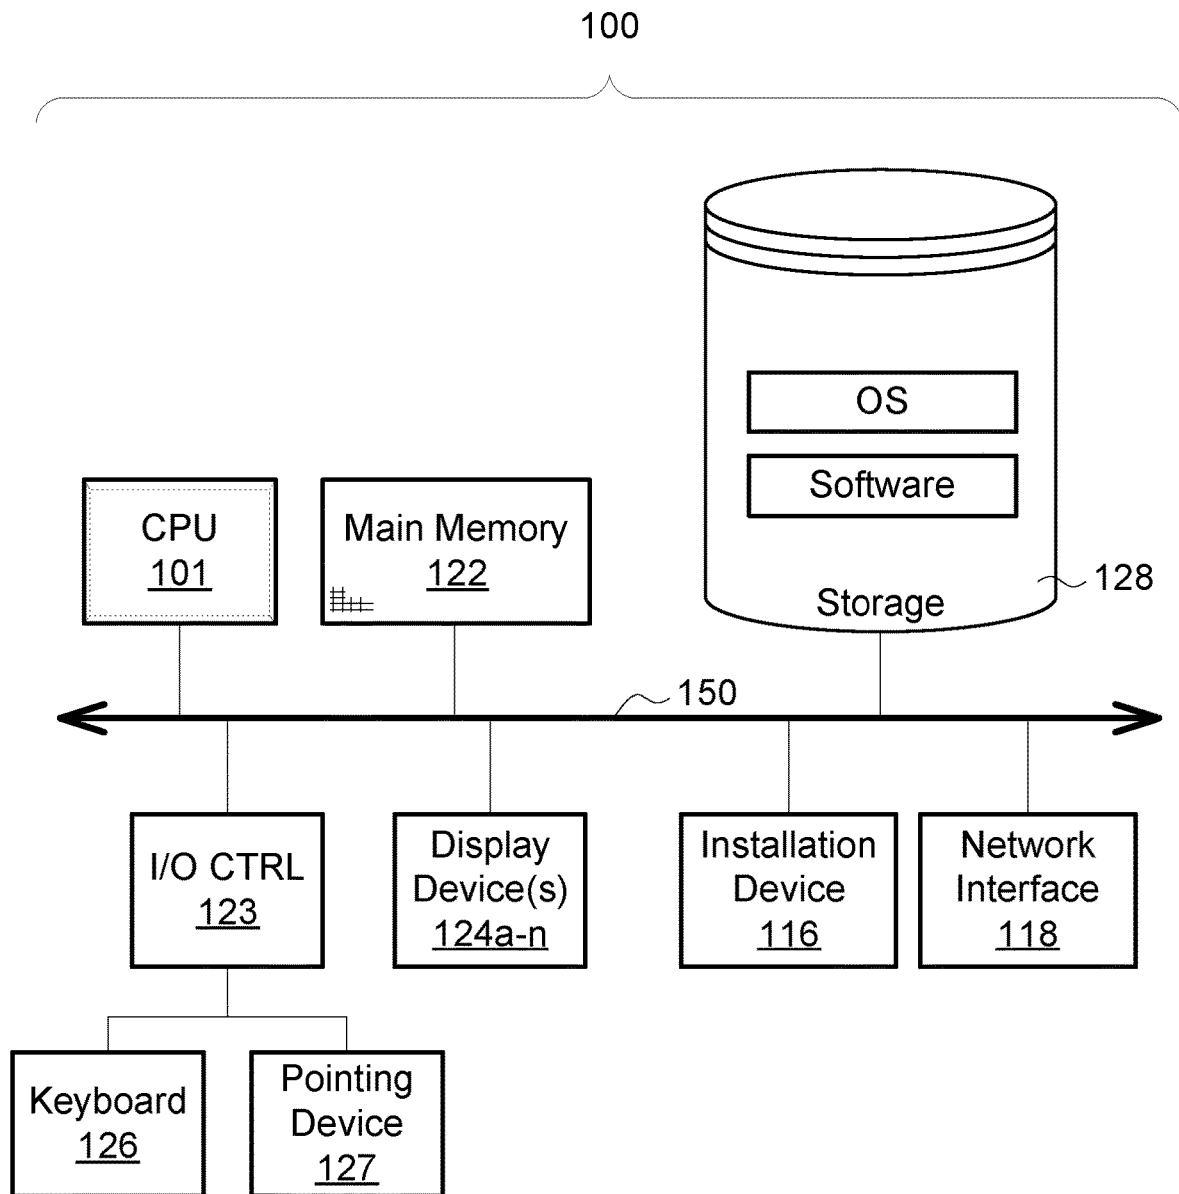 100
OS
Software
Storage
128
CPU
101
Main Memory
122
150
I/O CTRL
123
Display
Device(s)
124a-n
Installation
Device
116
Network
Interface
118
Keyboard
126
Pointing
Device
127